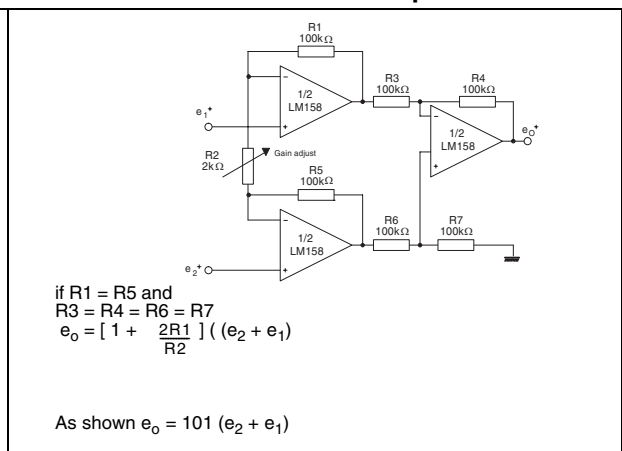 R1
100kΩ
R3
100kΩ
R4
100kΩ
1/2
LM158
e1+
eO+
1/2
LM158
R2
2kΩ
Gain adjust
R5
100kΩ
R6
100kΩ
R7
100kΩ
1/2
LM158
e2+
if R1 = R5 and
R3 = R4 = R6 = R7
eo = [ 1 + 2R1/R2 ] ( (e2 + e1)
As shown eo = 101 (e2 + e1)